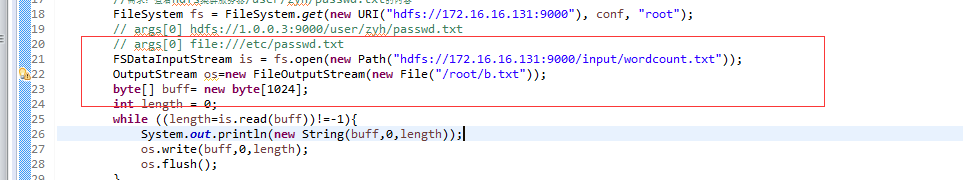 18 FileSystem fs = FileSystem.get(new URI("hdfs://172.16.16.131:9000"), conf, "root");
19 // args[0] hdfs://1.0.0.3:9000/user/zyh/passwd.txt
20 // args[0] file:///etc/passwd.txt
21 FSDataInputStream is = fs.open(new Path("hdfs://172.16.16.131:9000/input/wordcount.txt"));
22 OutputStream os=new FileOutputStream(new File("/root/b.txt"));
23 byte[] buff= new byte[1024];
24 int length = 0;
25 while ((length=is.read(buff))!=-1){
26 System.out.println(new String(buff,0,length));
27 os.write(buff,0,length);
28 os.flush();